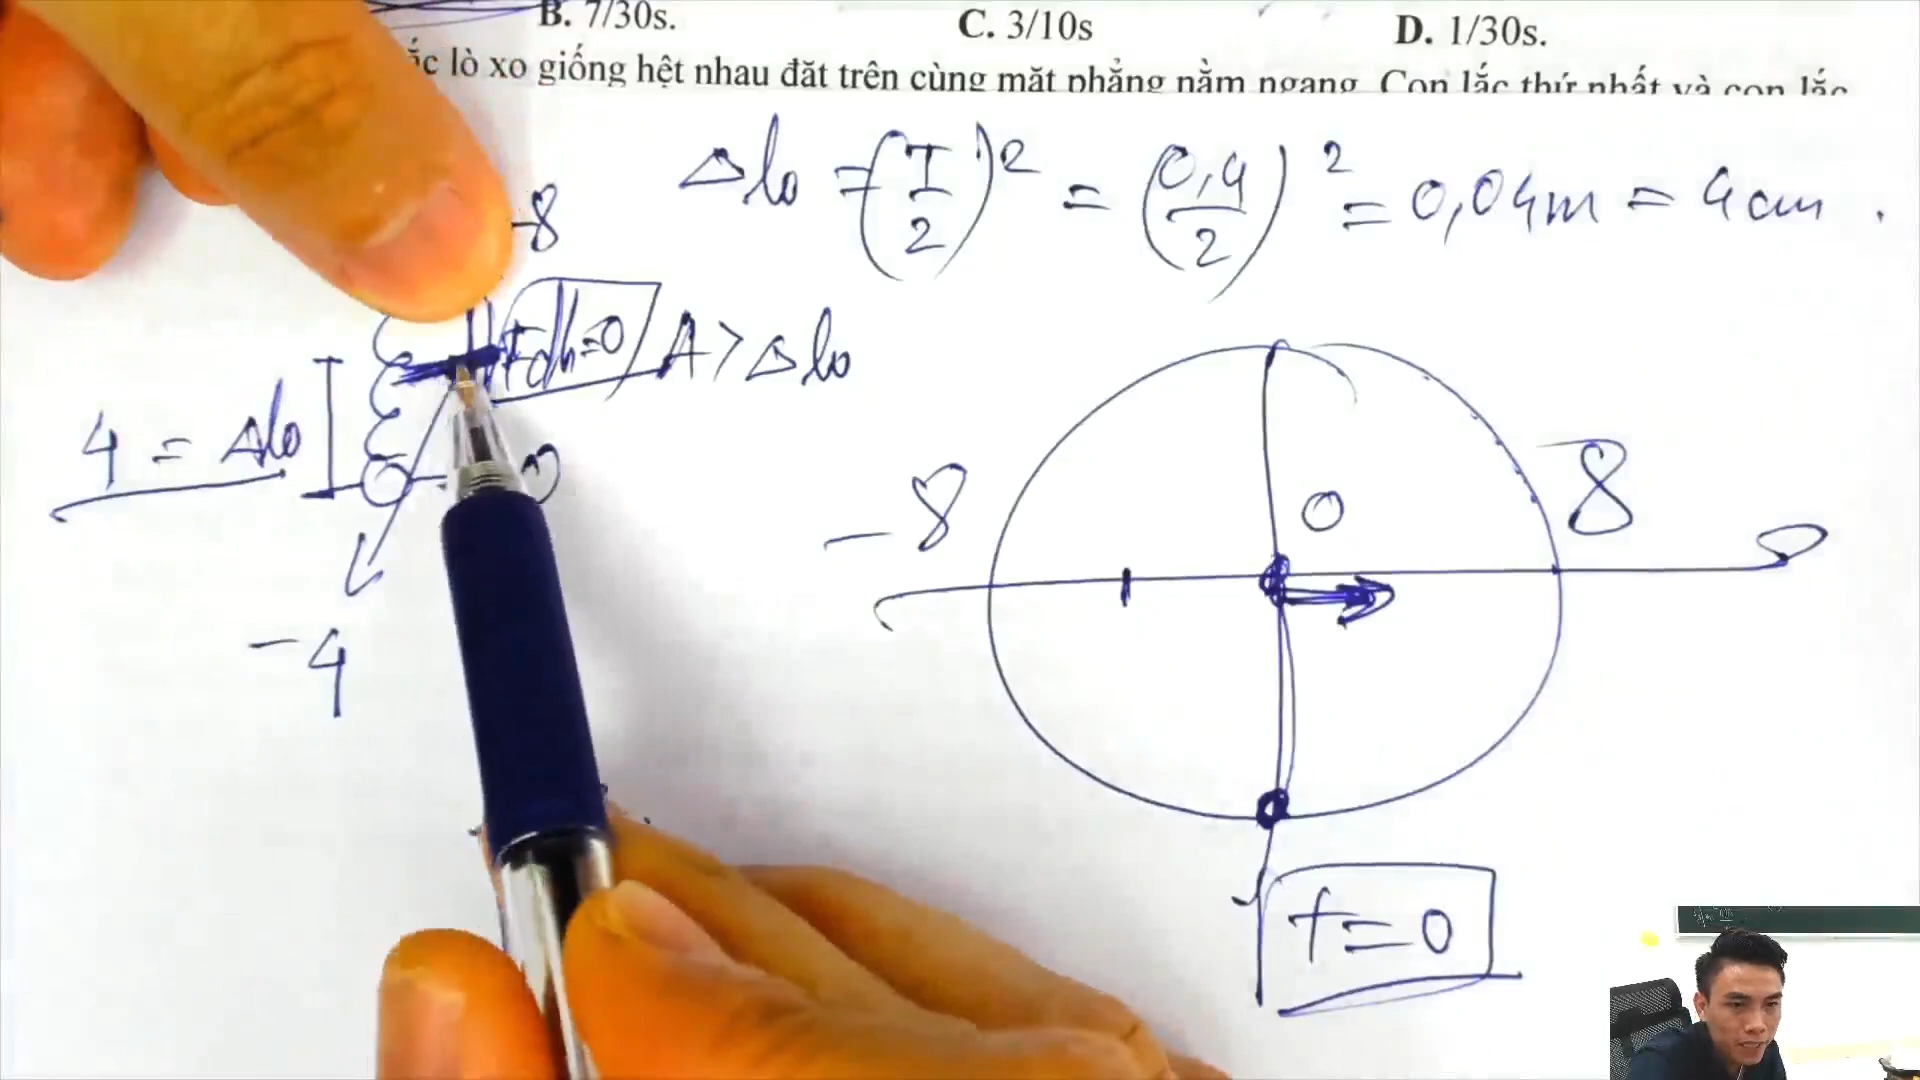 B. 7/30s. C. 3/10s D. 1/30s.
ắc lò xo giống hệt nhau đặt trên cùng mặt phẳng nằm ngang. Con lắc thứ nhất và con lắc
Δl0 = (T/2)^2 = (0,4/2)^2 = 0,04m = 4cm.
-8
Fđh=0 A > Δl0
4 = Δl0
-8 0 8
-4
t=0